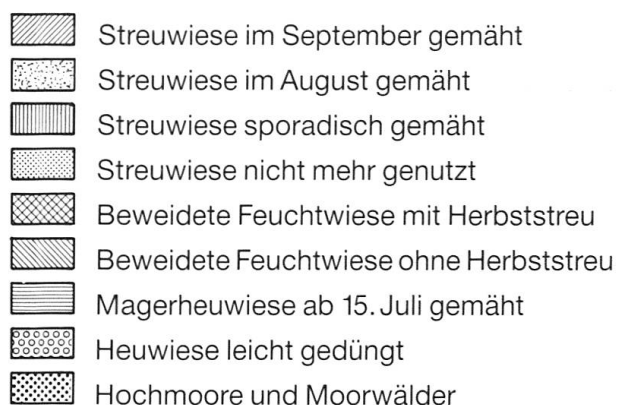 Streuwiese im September gemäht
Streuwiese im August gemäht
Streuwiese sporadisch gemäht
Streuwiese nicht mehr genutzt
Beweidete Feuchtwiese mit Herbststreu
Beweidete Feuchtwiese ohne Herbststreu
Magerheuwiese ab 15. Juli gemäht
Heuwiese leicht gedüngt
Hochmoore und Moorwälder